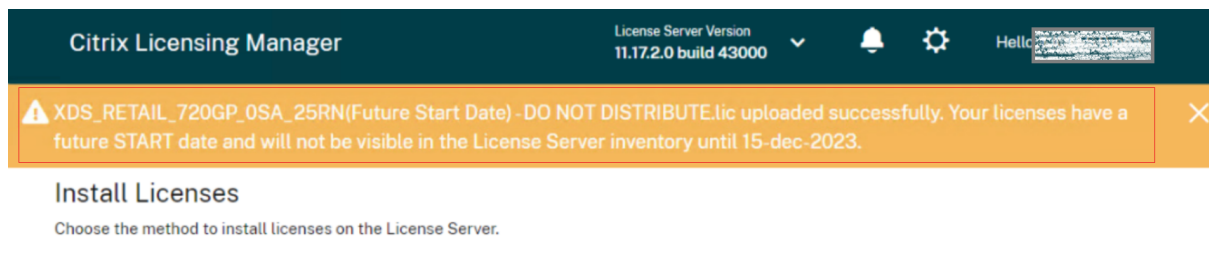 Citrix Licensing Manager
License Server Version
11.17.2.0 build 43000
Hello
XDS_RETAIL_720GP_0SA_25RN(Future Start Date) - DO NOT DISTRIBUTE.lic uploaded successfully. Your licenses have a
future START date and will not be visible in the License Server inventory until 15-dec-2023.
Install Licenses
Choose the method to install licenses on the License Server.